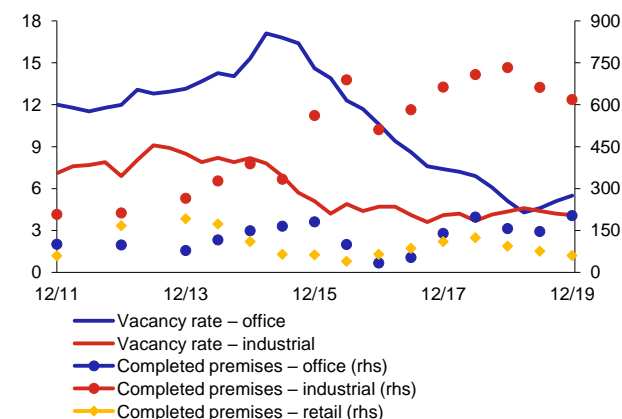 18 900
15 750
12 600
9 450
6 300
3 150
0 0
12/11 12/13 12/15 12/17 12/19
Vacancy rate – office
Vacancy rate – industrial
Completed premises – office (rhs)
Completed premises – industrial (rhs)
Completed premises – retail (rhs)